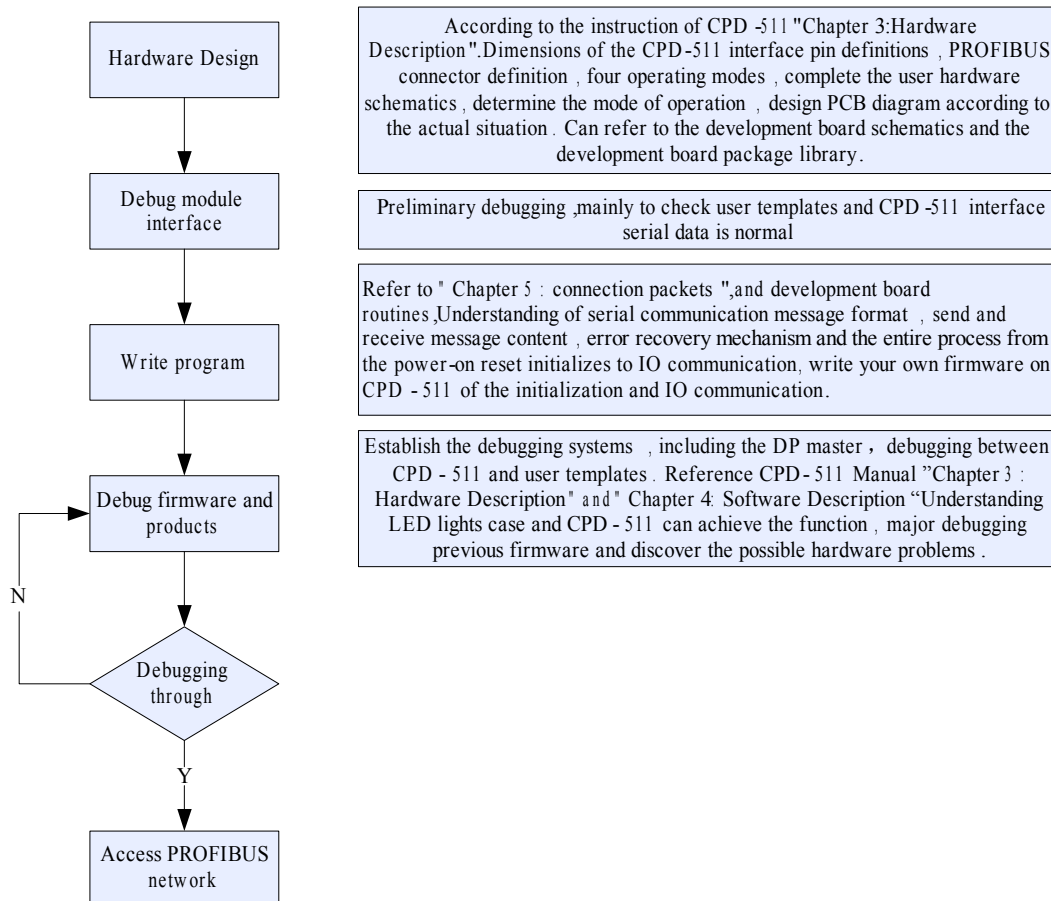 Hardware Design
According to the instruction of CPD -511 "Chapter 3:Hardware
Description".Dimensions of the CPD-511 interface pin definitions , PROFIBUS
connector definition , four operating modes , complete the user hardware
schematics , determine the mode of operation , design PCB diagram according to
the actual situation . Can refer to the development board schematics and the
development board package library.
Debug module
interface
Preliminary debugging ,mainly to check user templates and CPD -511 interface
serial data is normal
Write program
Refer to " Chapter 5 : connection packets ",and development board
routines ,Understanding of serial communication message format , send and
receive message content , error recovery mechanism and the entire process from
the power-on reset initializes to IO communication, write your own firmware on
CPD - 511 of the initialization and IO communication.
Debug firmware and
products
Establish the debugging systems , including the DP master， debugging between
CPD - 511 and user templates . Reference CPD-511 Manual ”Chapter 3 :
Hardware Description" and " Chapter 4: Software Description “Understanding
LED lights case and CPD - 511 can achieve the function , major debugging
previous firmware and discover the possible hardware problems .
N
Debugging
through
Y
Access PROFIBUS
network